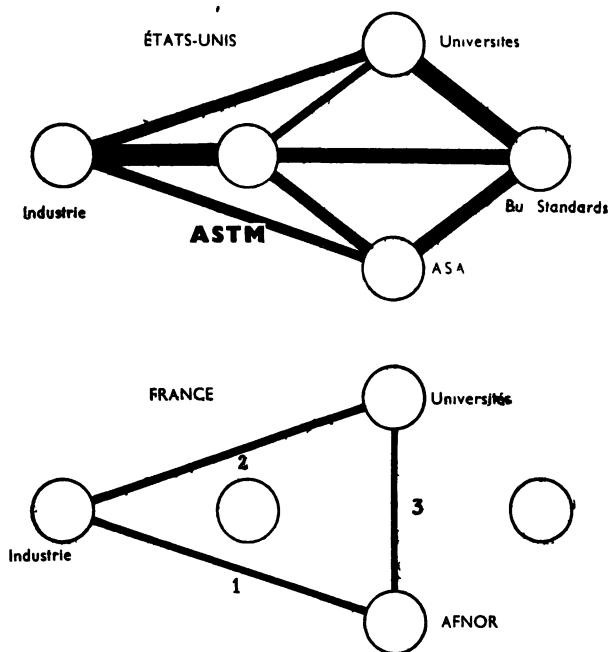 ÉTATS-UNIS
Universites
Industrie
ASTM
Bu Standards
ASA
FRANCE
Universités
2
3
Industrie
1
AFNOR